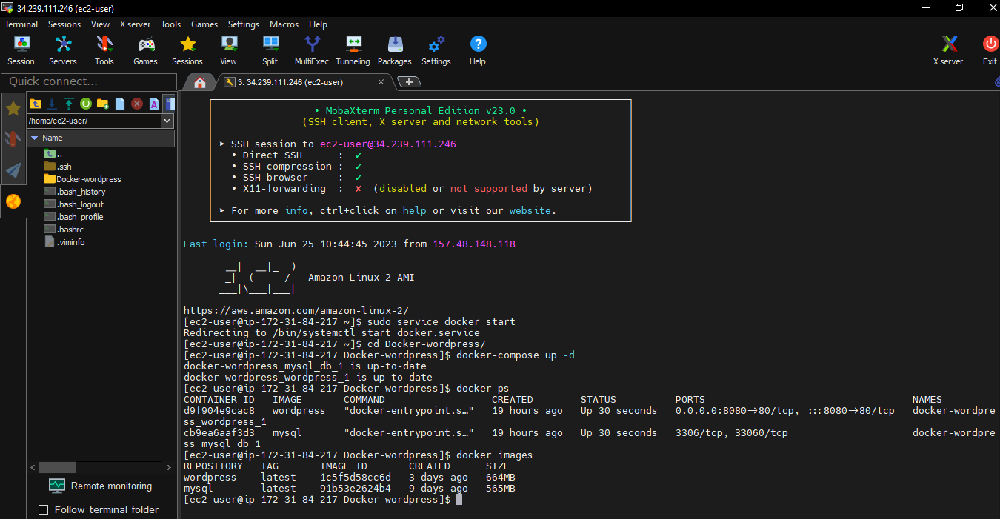 34.239.111.246 (ec2-user)
Terminal Sessions View X server Tools Games Settings Macros Help
Session Servers Tools Games Sessions View Split MultiExec Tunneling Packages Settings Help X server Exit
Quick connect...
3. 34.239.111.246 (ec2-user)
/home/ec2-user/
Name
..
.ssh
Docker-wordpress
.bash_history
.bash_logout
.bash_profile
.bashrc
.viminfo
Remote monitoring
Follow terminal folder
• MobaXterm Personal Edition v23.0 •
(SSH client, X server and network tools)
➤ SSH session to ec2-user@34.239.111.246
• Direct SSH : ✔
• SSH compression : ✔
• SSH-browser : ✔
• X11-forwarding : ✘ (disabled or not supported by server)
➤ For more info, ctrl+click on help or visit our website.
Last login: Sun Jun 25 10:44:45 2023 from 157.48.148.118
__| __|_ )
_| ( / Amazon Linux 2 AMI
___|\___|___|
https://aws.amazon.com/amazon-linux-2/
[ec2-user@ip-172-31-84-217 ~]$ sudo service docker start
Redirecting to /bin/systemctl start docker.service
[ec2-user@ip-172-31-84-217 ~]$ cd Docker-wordpress/
[ec2-user@ip-172-31-84-217 Docker-wordpress]$ docker-compose up -d
docker-wordpress_mysql_db_1 is up-to-date
docker-wordpress_wordpress_1 is up-to-date
[ec2-user@ip-172-31-84-217 Docker-wordpress]$ docker ps
CONTAINER ID IMAGE COMMAND CREATED STATUS PORTS NAMES
d9f904e9cac8 wordpress "docker-entrypoint.s…" 19 hours ago Up 30 seconds 0.0.0.0:8080->80/tcp, :::8080->80/tcp docker-wordpre
ss_wordpress_1
cb9ea6aaf3d3 mysql "docker-entrypoint.s…" 19 hours ago Up 30 seconds 3306/tcp, 33060/tcp docker-wordpre
ss_mysql_db_1
[ec2-user@ip-172-31-84-217 Docker-wordpress]$ docker images
REPOSITORY TAG IMAGE ID CREATED SIZE
wordpress latest 1c5f5d58cc6d 3 days ago 664MB
mysql latest 91b53e2624b4 9 days ago 565MB
[ec2-user@ip-172-31-84-217 Docker-wordpress]$